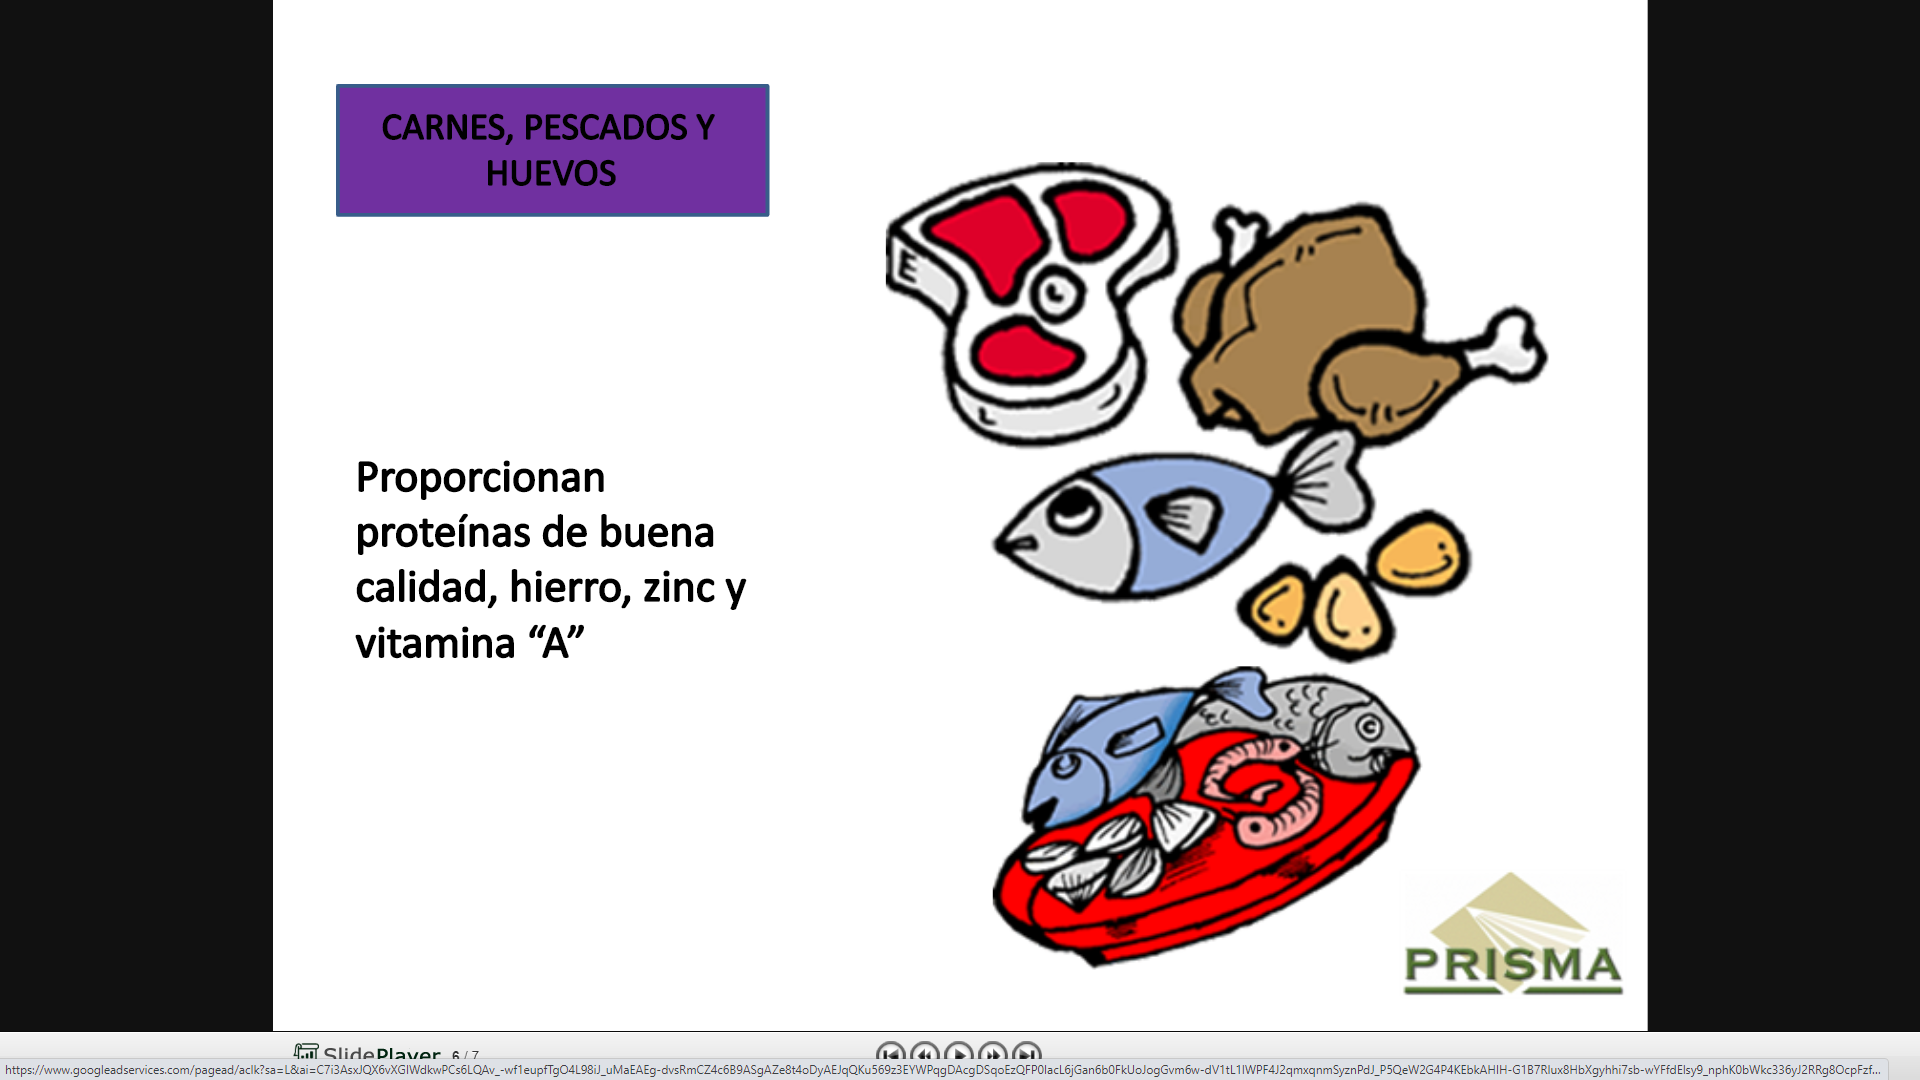 CARNES, PESCADOS Y
HUEVOS
Proporcionan
proteínas de buena
calidad, hierro, zinc y
vitamina “A”
PRISMA
SlidePlayer 6 / 7